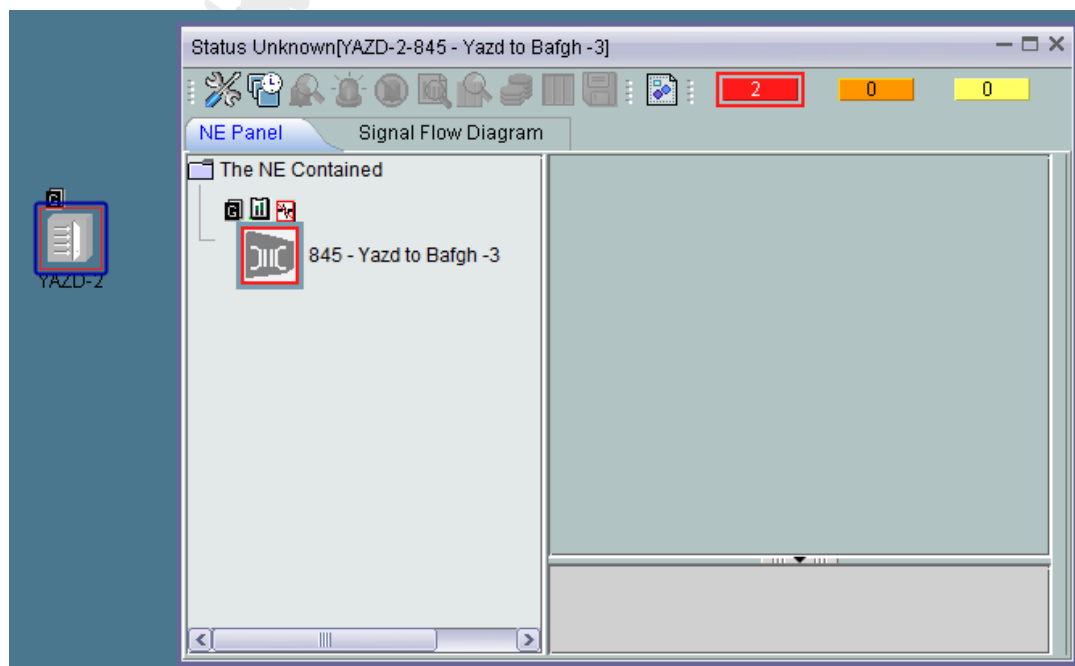 Status Unknown[YAZD-2-845 - Yazd to Bafgh -3]
2 0 0
NE Panel Signal Flow Diagram
The NE Contained
G
845 - Yazd to Bafgh -3
G
YAZD-2